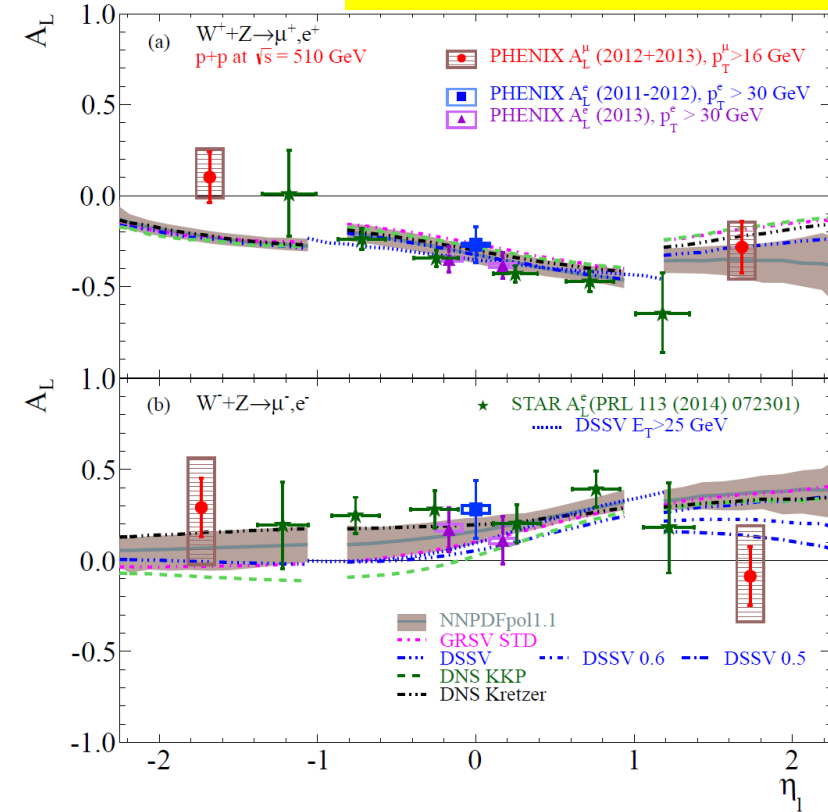 A_L
1.0
(a) W⁺+Z→μ⁺,e⁺
p+p at √s = 510 GeV
PHENIX A_L^μ (2012+2013), p_T^μ>16 GeV
PHENIX A_L^e (2011-2012), p_T^e > 30 GeV
PHENIX A_L^e (2013), p_T^e > 30 GeV
0.5
0.0
-0.5
A_L
1.0
(b) W⁻+Z→μ⁻,e⁻
STAR A_L^e(PRL 113 (2014) 072301)
DSSV E_T>25 GeV
0.5
0.0
NNPDFpol1.1
GRSV STD
DSSV DSSV 0.6 DSSV 0.5
DNS KKP
DNS Kretzer
-0.5
-1.0
-2 -1 0 1 2
η_l